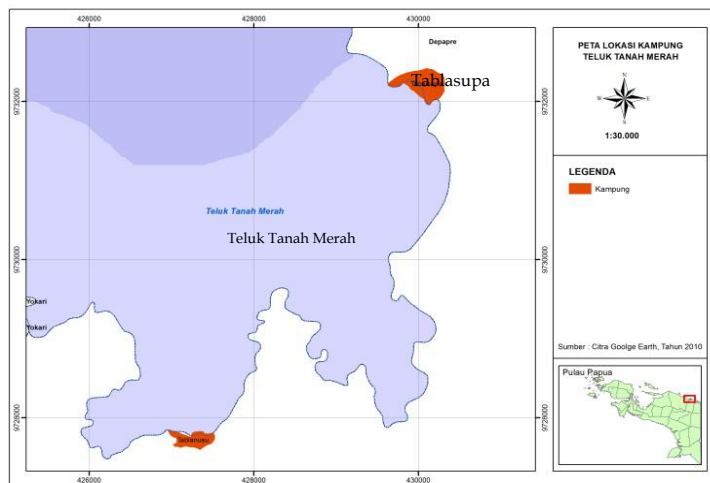 426000
428000
430000
Depapre
Tablasupa
9732000
9732000
Teluk Tanah Merah
Teluk Tanah Merah
9730000
9730000
Yokari
Yokari
9728000
9728000
Tablanusu
426000
428000
430000
PETA LOKASI KAMPUNG
TELUK TANAH MERAH
N
W
E
S
1:30.000
LEGENDA
Kampung
Sumber : Citra Goolge Earth, Tahun 2010
Pulau Papua